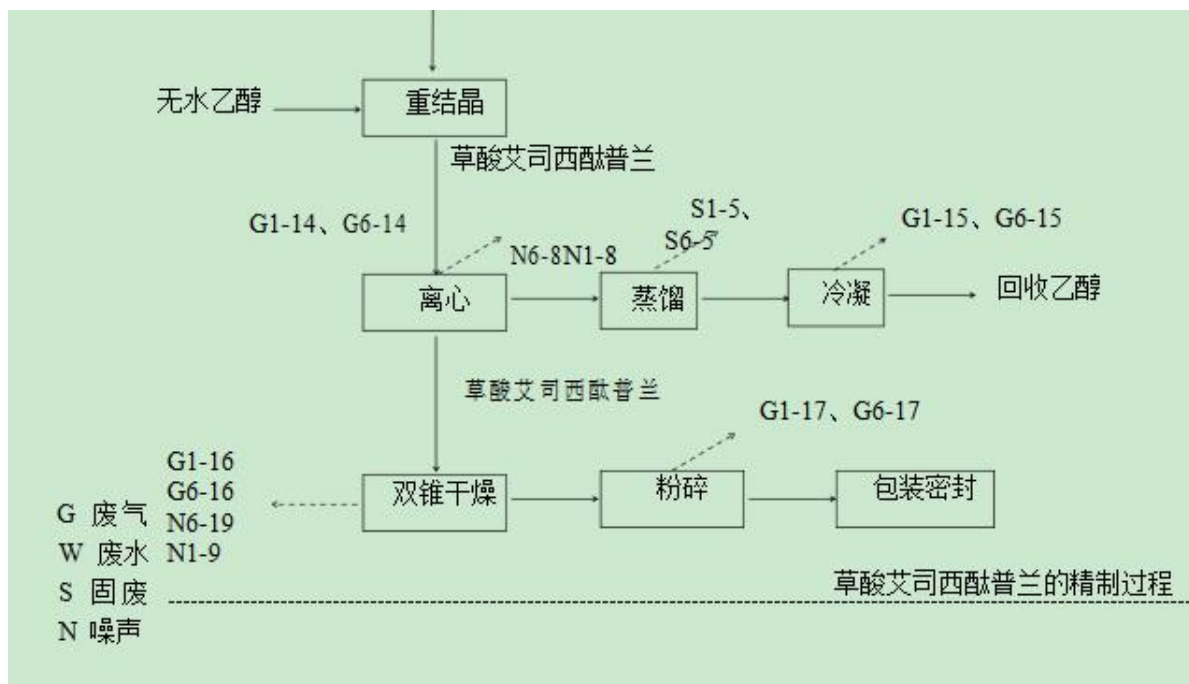 无水乙醇
重结晶
草酸艾司西酞普兰
G1-14、G6-14
N6-8N1-8
S1-5、
S6-5
G1-15、G6-15
离心
蒸馏
冷凝
回收乙醇
草酸艾司西酞普兰
G1-17、G6-17
G1-16
G6-16
N6-19
N1-9
双锥干燥
粉碎
包装密封
G 废气
W 废水
S 固废
N 噪声
草酸艾司西酞普兰的精制过程